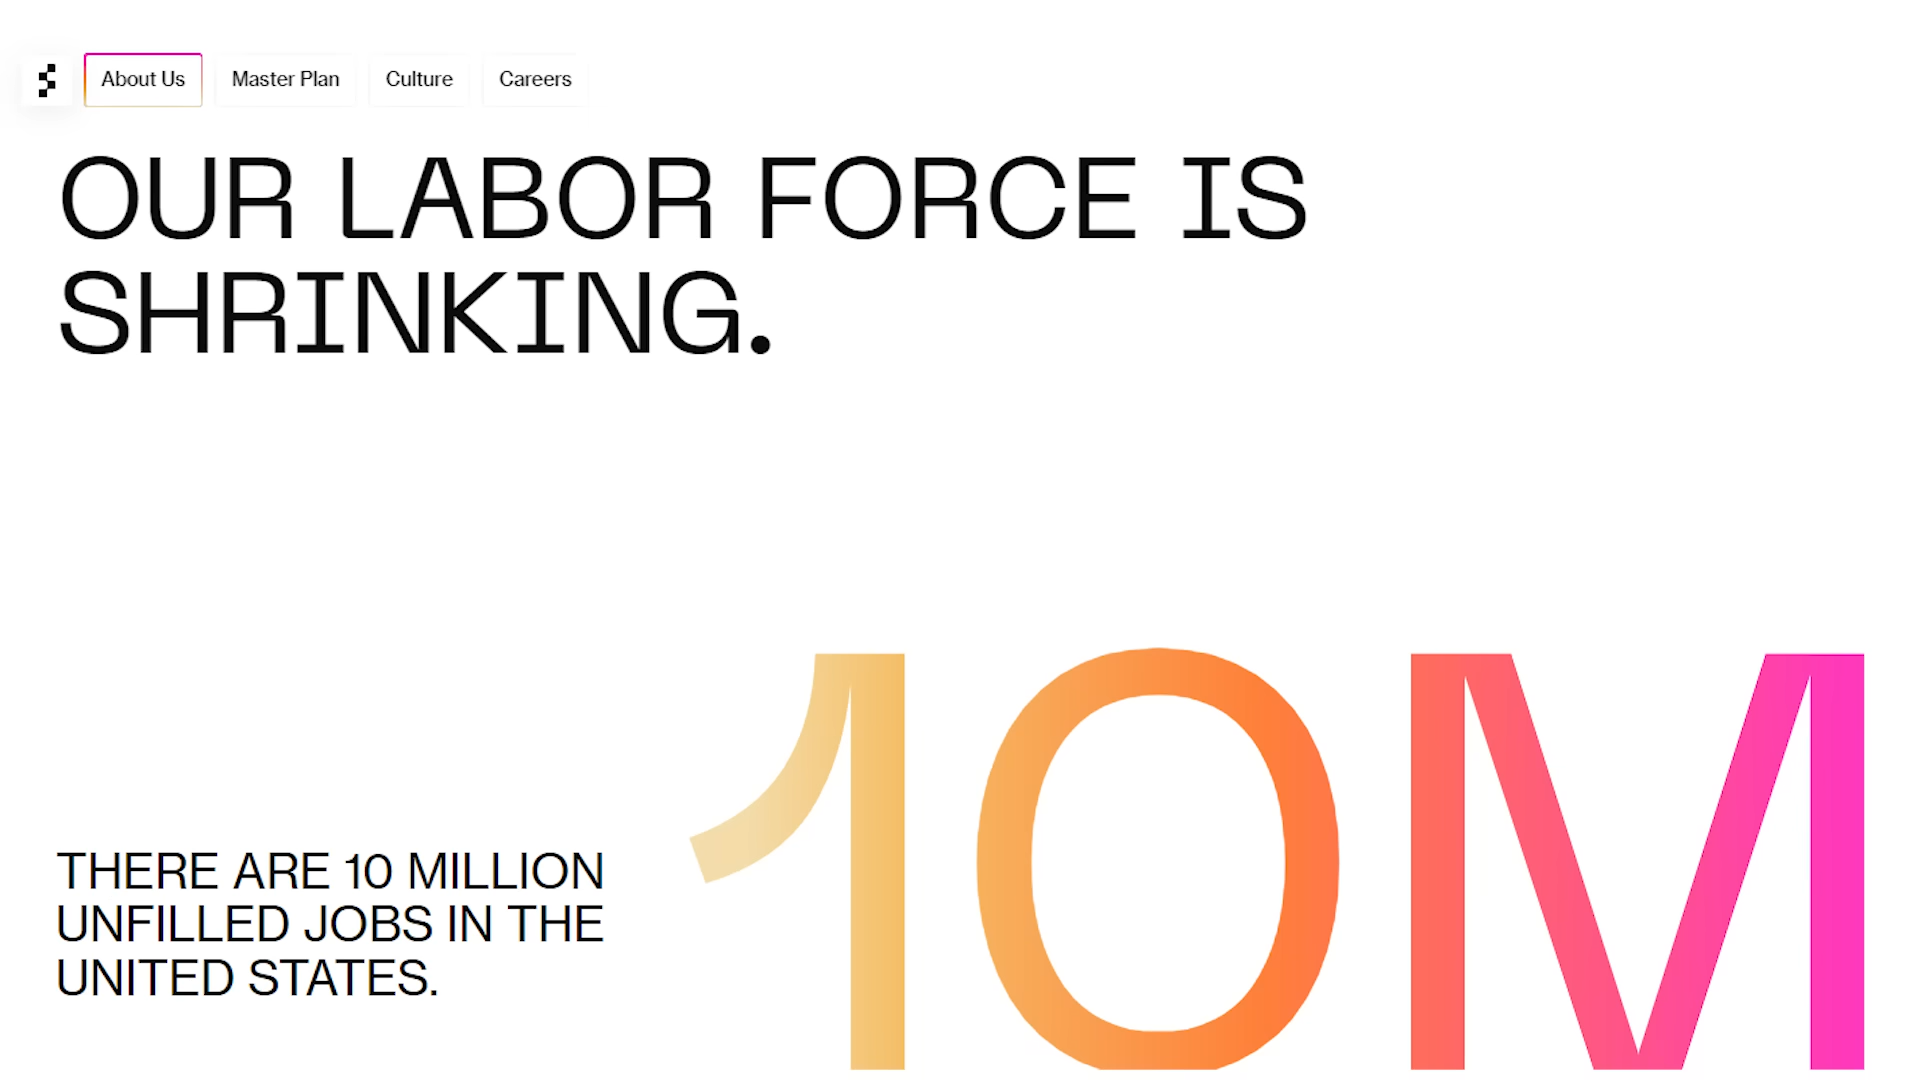 About Us
Master Plan
Culture
Careers
OUR LABOR FORCE IS
SHRINKING.
THERE ARE 10 MILLION
UNFILLED JOBS IN THE
UNITED STATES.
10M